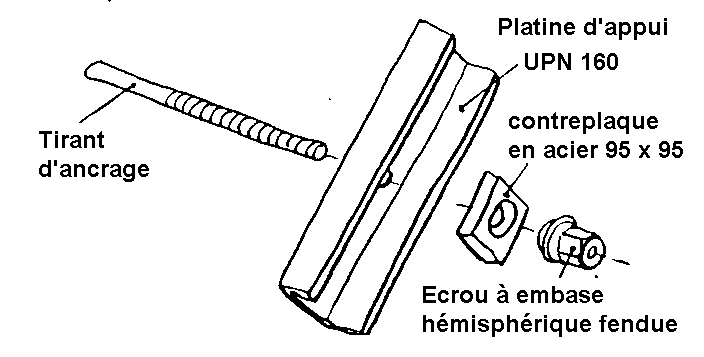 Platine d'appui
UPN 160
contreplaque
en acier 95 x 95
Tirant
d'ancrage
Ecrou à embase
hémisphérique fendue